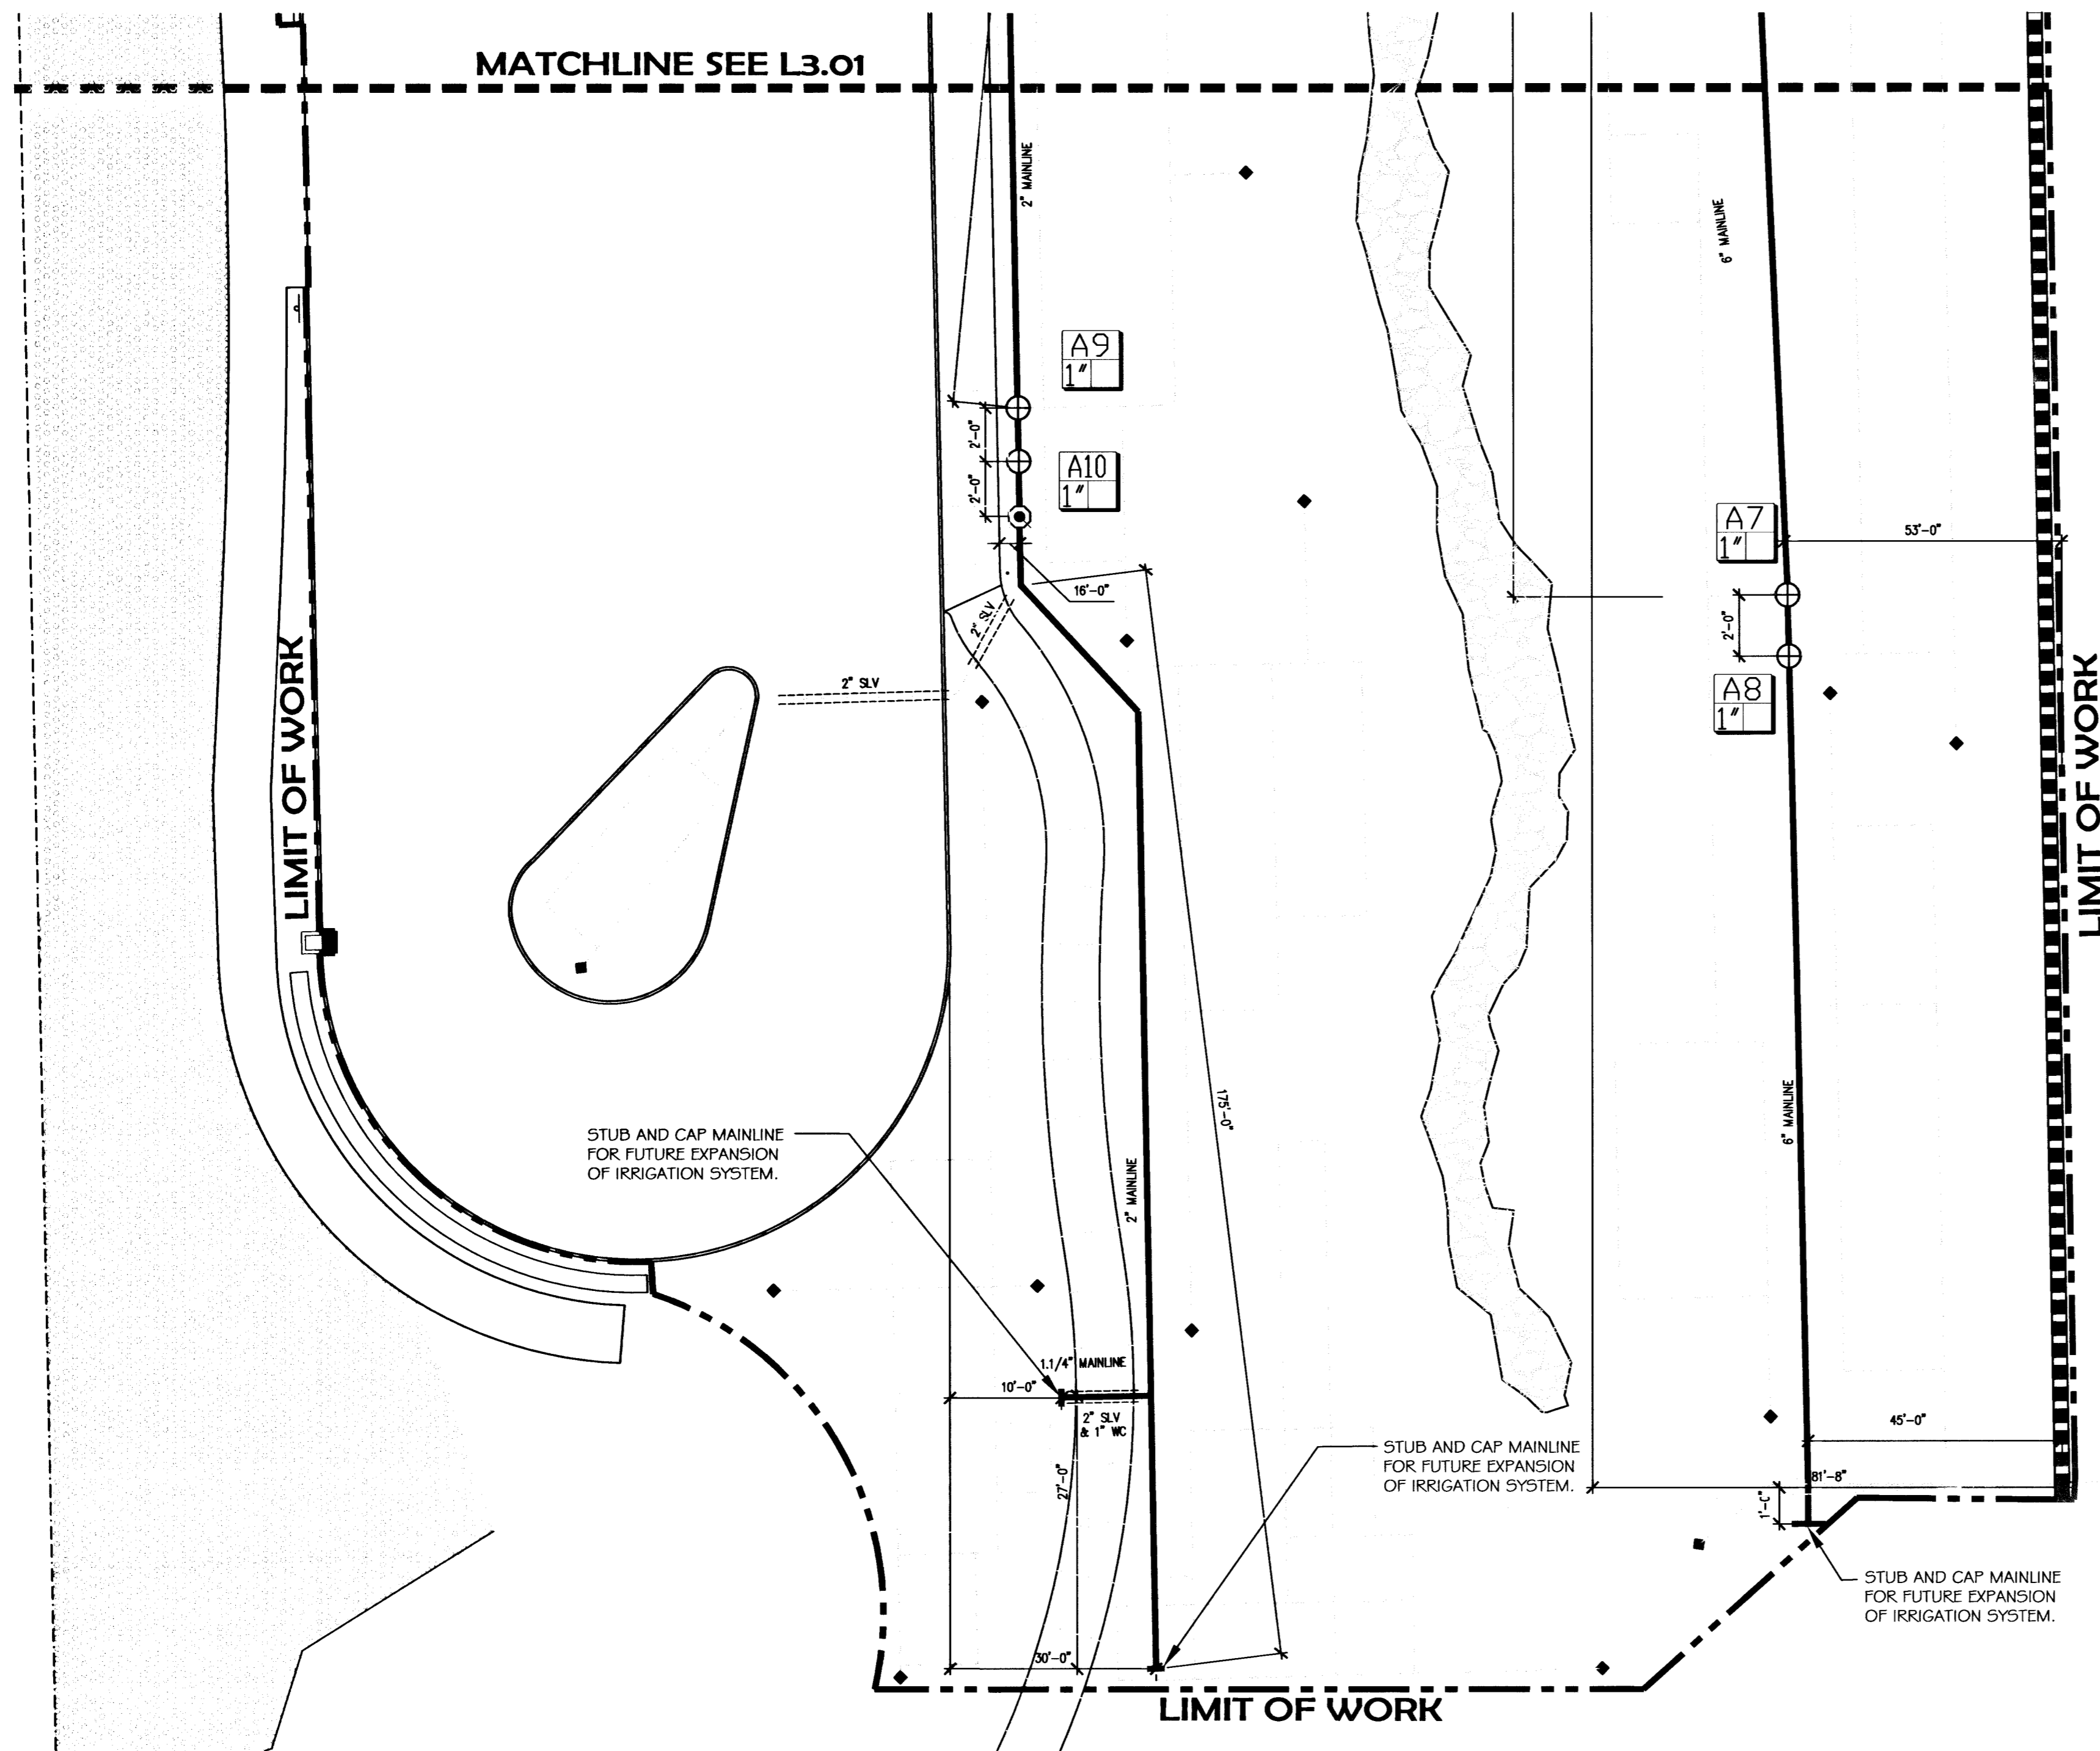 MATCHLINE SEE L3.01
2" MAINLINE
6" MAINLINE
A9
1"
2'-0"
A10
1"
2'-0"
A7
1"
53'-0"
16'-0"
2" SLV
2'-0"
2" SLV
A8
1"
LIMIT OF WORK
LIMIT OF WORK
175'-0"
6" MAINLINE
STUB AND CAP MAINLINE
FOR FUTURE EXPANSION
OF IRRIGATION SYSTEM.
2" MAINLINE
1.1/4" MAINLINE
10'-0"
2" SLV
& 1" WC
45'-0"
STUB AND CAP MAINLINE
FOR FUTURE EXPANSION
OF IRRIGATION SYSTEM.
27'-0"
81'-8"
STUB AND CAP MAINLINE
FOR FUTURE EXPANSION
OF IRRIGATION SYSTEM.
30'-0"
LIMIT OF WORK